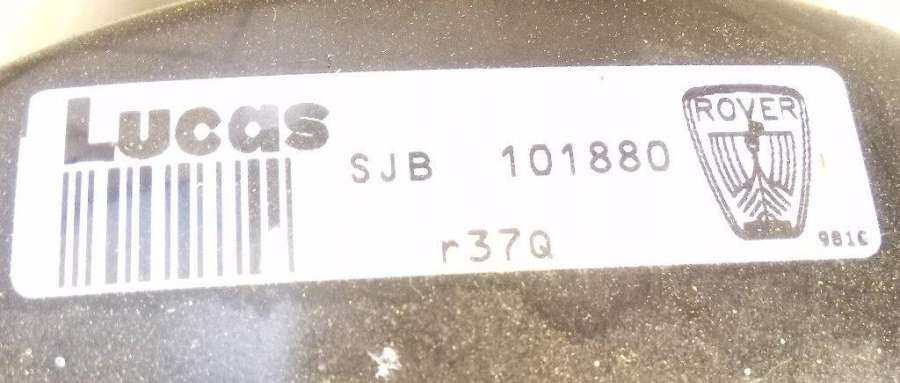 Lucas
SJB 101880
ROVER
r37Q
981C